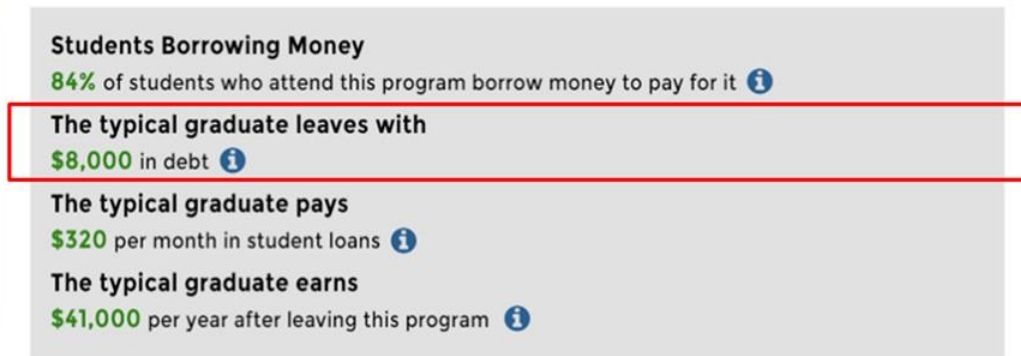 Students Borrowing Money
84% of students who attend this program borrow money to pay for it
The typical graduate leaves with
$8,000 in debt
The typical graduate pays
$320 per month in student loans
The typical graduate earns
$41,000 per year after leaving this program